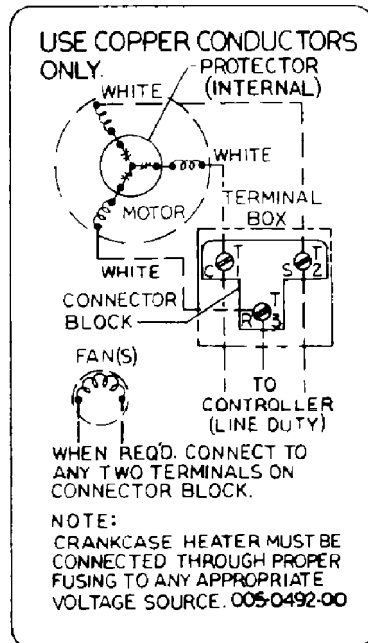 USE COPPER CONDUCTORS
ONLY.
PROTECTOR
(INTERNAL)
WHITE
WHITE
MOTOR
TERMINAL
BOX
WHITE
C T S T 2
CONNECTOR
BLOCK
R T 3
FAN(S)
TO
CONTROLLER
(LINE DUTY)
WHEN REQ'D. CONNECT TO
ANY TWO TERMINALS ON
CONNECTOR BLOCK.
NOTE:
CRANKCASE HEATER MUST BE
CONNECTED THROUGH PROPER
FUSING TO ANY APPROPRIATE
VOLTAGE SOURCE. 005-0492-00